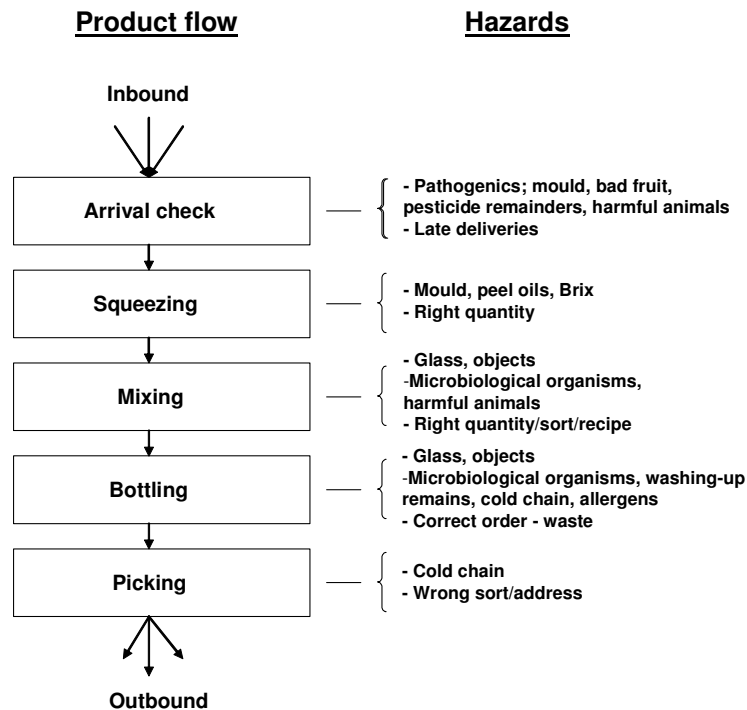 Product flow
Hazards
Inbound
Arrival check
- Pathogenics; mould, bad fruit,
pesticide remainders, harmful animals
- Late deliveries
Squeezing
- Mould, peel oils, Brix
- Right quantity
Mixing
- Glass, objects
-Microbiological organisms,
harmful animals
- Right quantity/sort/recipe
Bottling
- Glass, objects
-Microbiological organisms, washing-up
remains, cold chain, allergens
- Correct order - waste
Picking
- Cold chain
- Wrong sort/address
Outbound